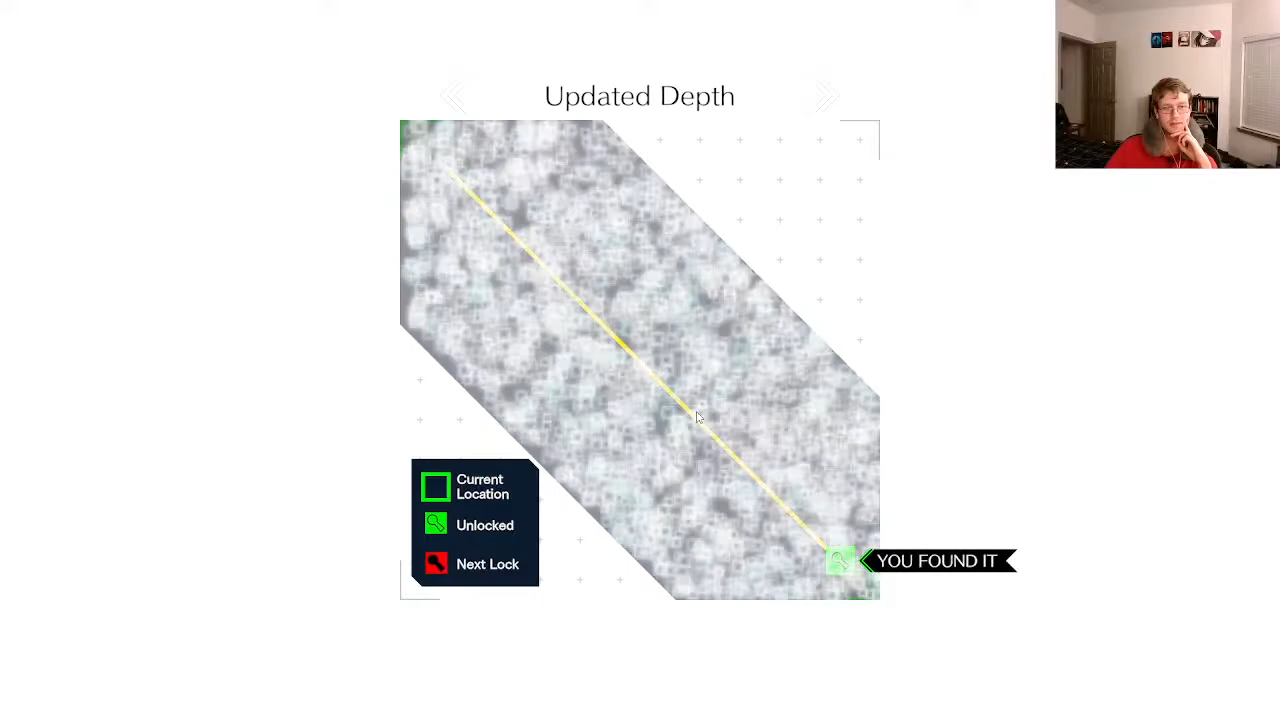 Updated Depth
Current
Location
Unlocked
Next Lock
YOU FOUND IT